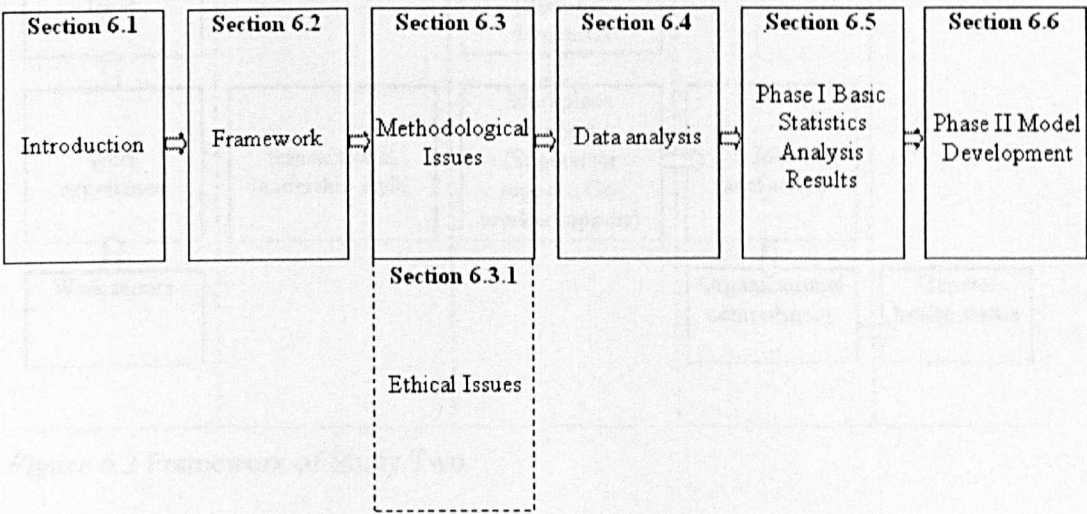 Section 6.1
Introduction
Section 6.2
Framework
Section 6.3
Methodological
Issues
Section 6.3.1
Ethical Issues
Section 6.4
Data analysis
Section 6.5
Phase I Basic
Statistics
Analysis
Results
Section 6.6
Phase II Model
Development